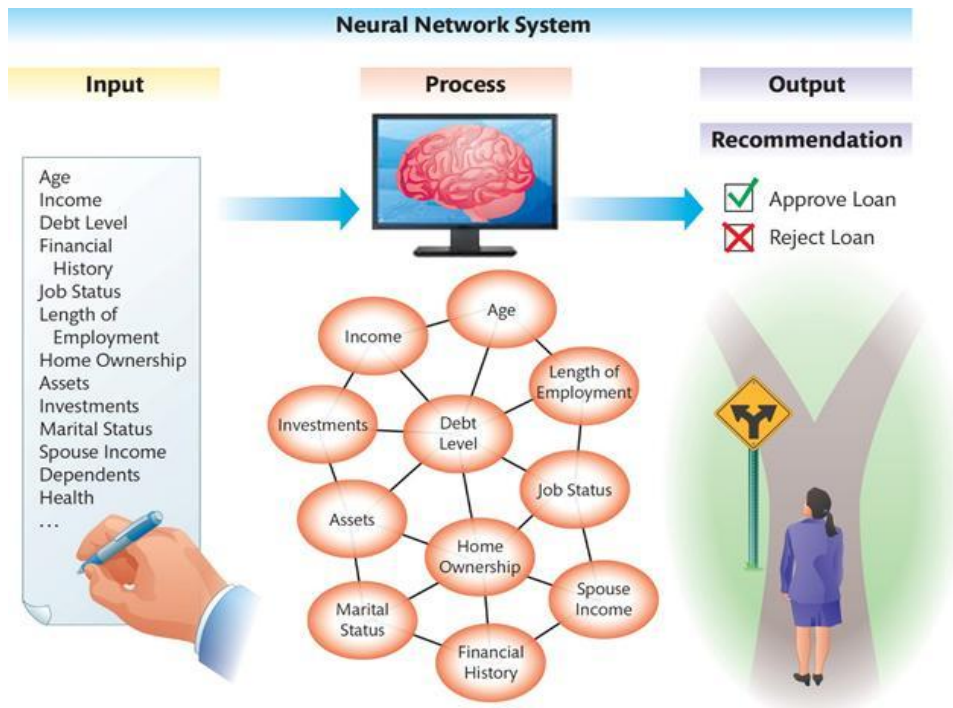 Neural Network System
Input
Process
Output
Recommendation
Age
Income
Debt Level
Financial
History
Job Status
Length of
Employment
Home Ownership
Assets
Investments
Marital Status
Spouse Income
Dependents
Health
...
Approve Loan
Reject Loan
Age
Income
Length of
Employment
Investments
Debt
Level
Job Status
Assets
Home
Ownership
Spouse
Income
Marital
Status
Financial
History